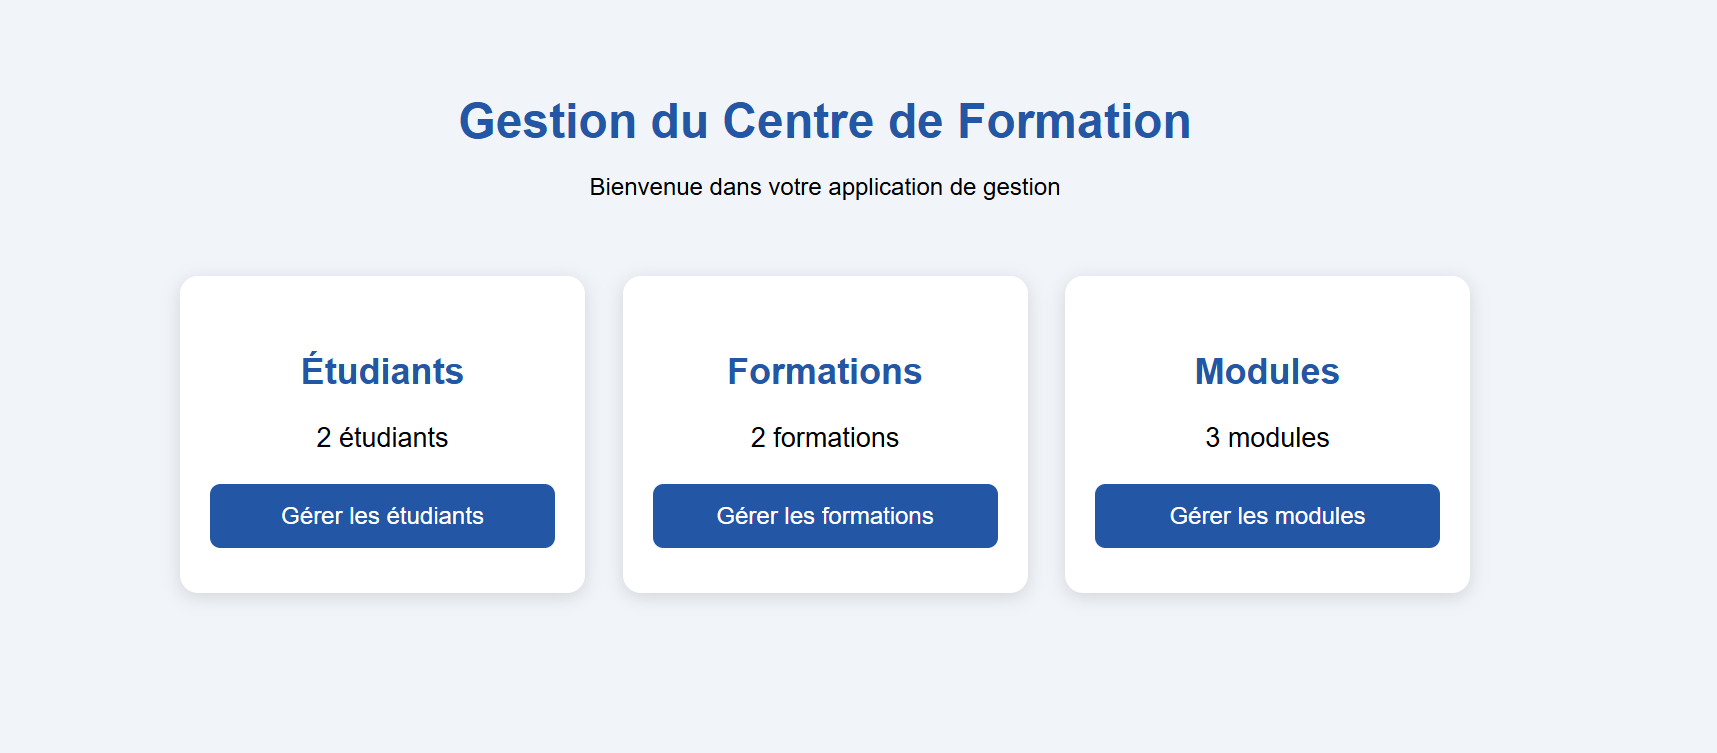 Gestion du Centre de Formation
Bienvenue dans votre application de gestion
Étudiants
2 étudiants
Gérer les étudiants
Formations
2 formations
Gérer les formations
Modules
3 modules
Gérer les modules